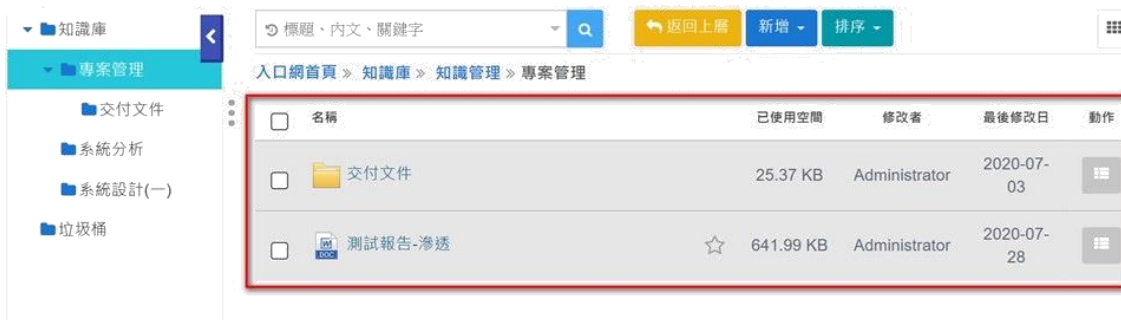 知識庫
專案管理
交付文件
系統分析
系統設計(一)
垃圾桶
標題、內文、關鍵字
返回上層
新增
排序
入口網首頁 » 知識庫 » 知識管理 » 專案管理
名稱 已使用空間 修改者 最後修改日 動作
交付文件 25.37 KB Administrator 2020-07-
03
測試報告-滲透 641.99 KB Administrator 2020-07-
28
W
DOC